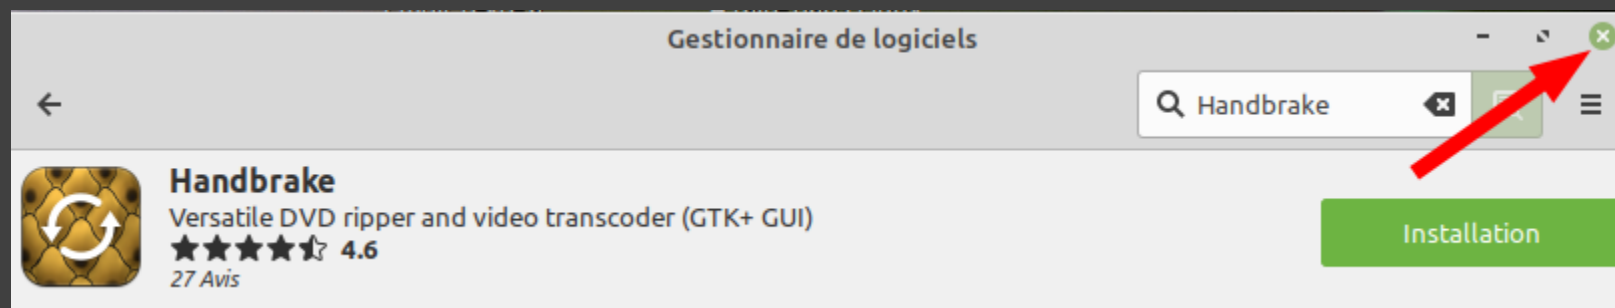 Gestionnaire de logiciels
Handbrake
Handbrake
Versatile DVD ripper and video transcoder (GTK+ GUI)
4.6
27 Avis
Installation